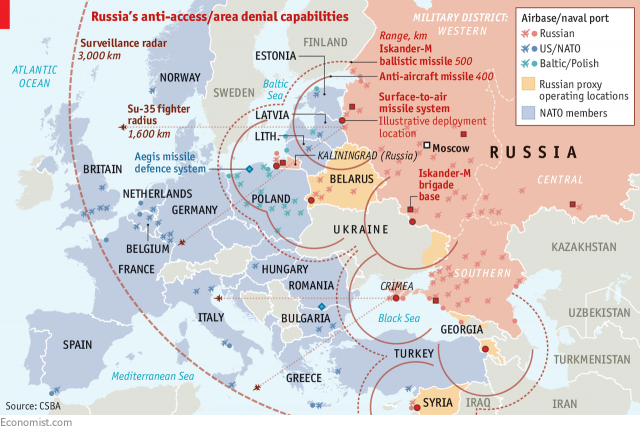 Russia's anti-access/area denial capabilities
MILITARY DISTRICT:
WESTERN
Airbase/naval port
Russian
US/NATO
Baltic/Polish
Russian proxy
operating locations
NATO members
Surveillance radar
3,000 km
FINLAND
Range, km
Iskander-M
ballistic missile 500
ESTONIA
ATLANTIC
OCEAN
NORWAY
SWEDEN
Baltic
Sea
Anti-aircraft missile 400
Su-35 fighter
radius
1,600 km
LATVIA
Surface-to-air
missile system
Illustrative deployment
location
LITH.
Moscow
RUSSIA
Aegis missile
defence system
KALININGRAD (Russia)
BRITAIN
BELARUS
Iskander-M
brigade
base
CENTRAL
NETHERLANDS
POLAND
GERMANY
UKRAINE
BELGIUM
KAZAKHSTAN
FRANCE
HUNGARY
SOUTHERN
ROMANIA
CRIMEA
ITALY
BULGARIA
Black Sea
GEORGIA
UZBEKISTAN
SPAIN
TURKEY
TURKMENISTAN
Mediterranean Sea
GREECE
SYRIA
IRAQ
IRAN
Source: CSBA
Economist.com